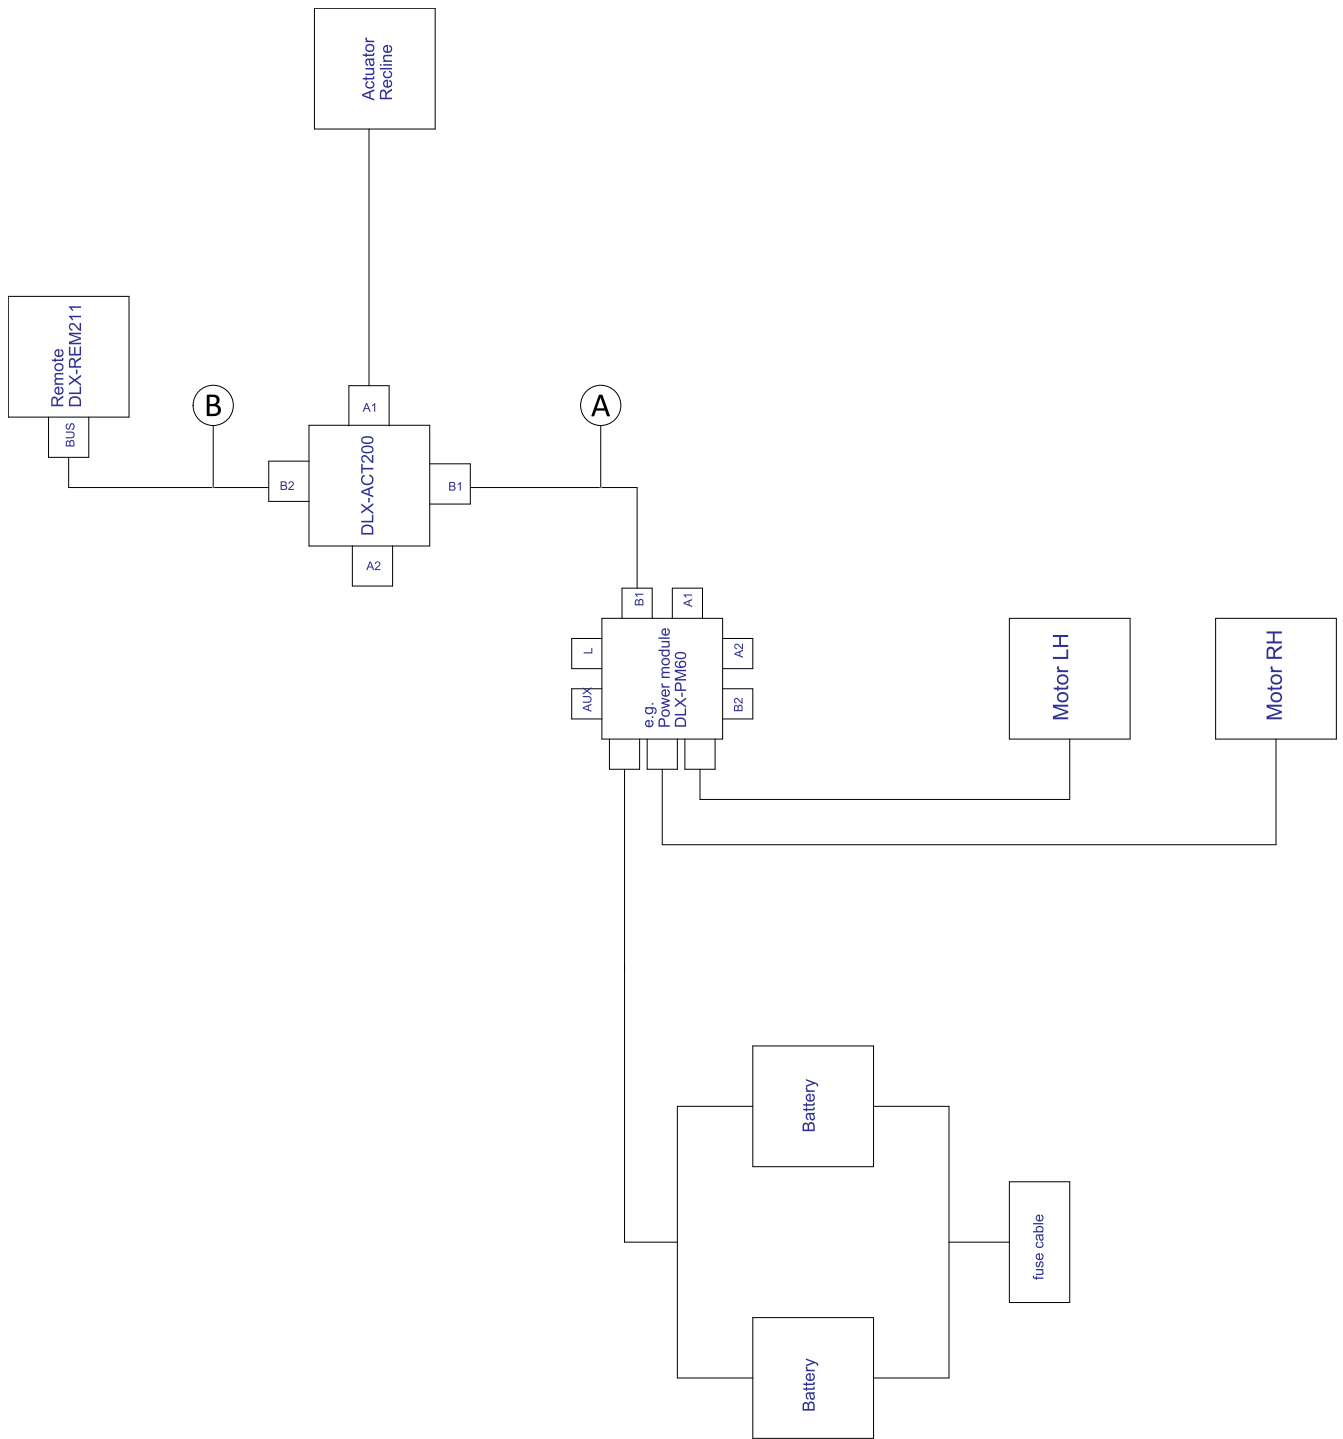 Actuator
Recline
Remote
DLX-REM211
BUS
B
A
A1
DLX-ACT200
B2
B1
A2
B1
A1
L
AUX
e.g.
Power module
DLX-PM60
A2
B2
Motor LH
Motor RH
Battery
fuse cable
Battery